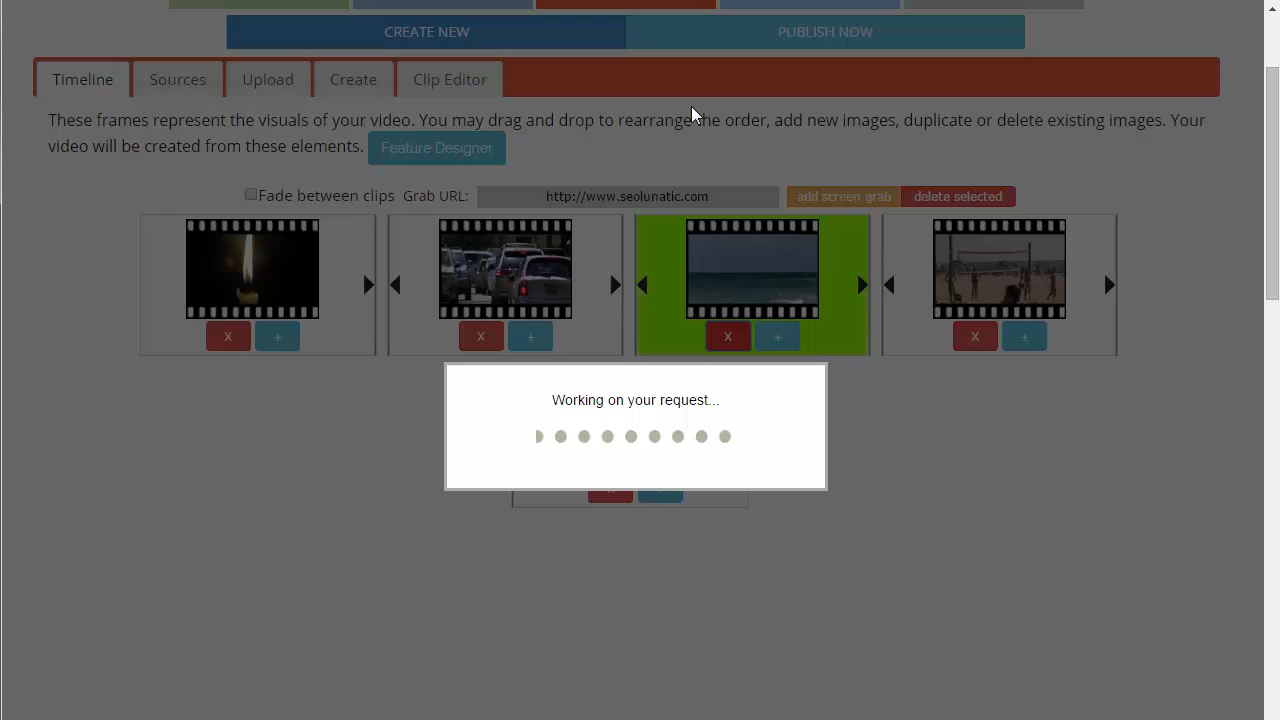 CREATE NEW
PUBLISH NOW
Timeline
Sources
Upload
Create
Clip Editor
These frames represent the visuals of your video. You may drag and drop to rearrange the order, add new images, duplicate or delete existing images. Your
video will be created from these elements.
Feature Designer
Fade between clips
Grab URL:
http://www.seolunatic.com
add screen grab
delete selected
X
+
X
+
X
+
X
+
Working on your request...